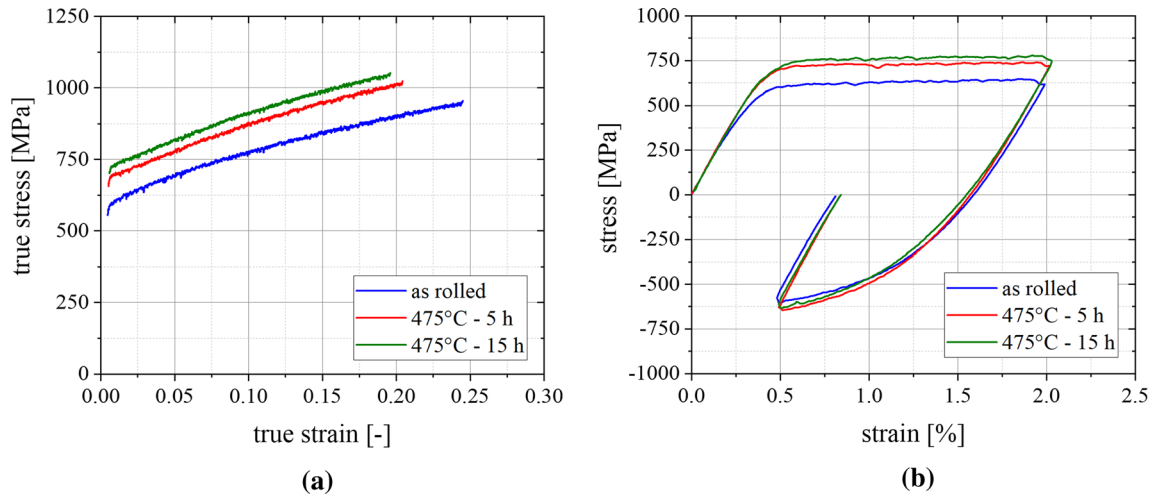 1250
1000
750
500
250
0
0.00 0.05 0.10 0.15 0.20 0.25 0.30
true stress [MPa]
true strain [-]
as rolled
475°C - 5 h
475°C - 15 h
(a)
1000
750
500
250
0
-250
-500
-750
-1000
0.0 0.5 1.0 1.5 2.0 2.5
stress [MPa]
strain [%]
as rolled
475°C - 5 h
475°C - 15 h
(b)